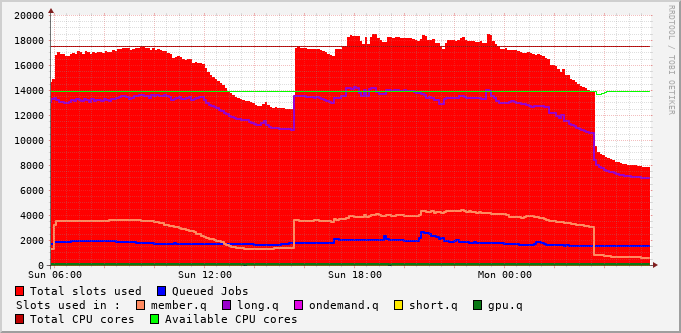 RRDTOOL / TOBI OETIKER
20000
18000
16000
14000
12000
10000
8000
6000
4000
2000
0
Sun 06:00 Sun 12:00 Sun 18:00 Mon 00:00
Total slots used Queued Jobs
Slots used in : member.q long.q ondemand.q short.q gpu.q
Total CPU cores Available CPU cores